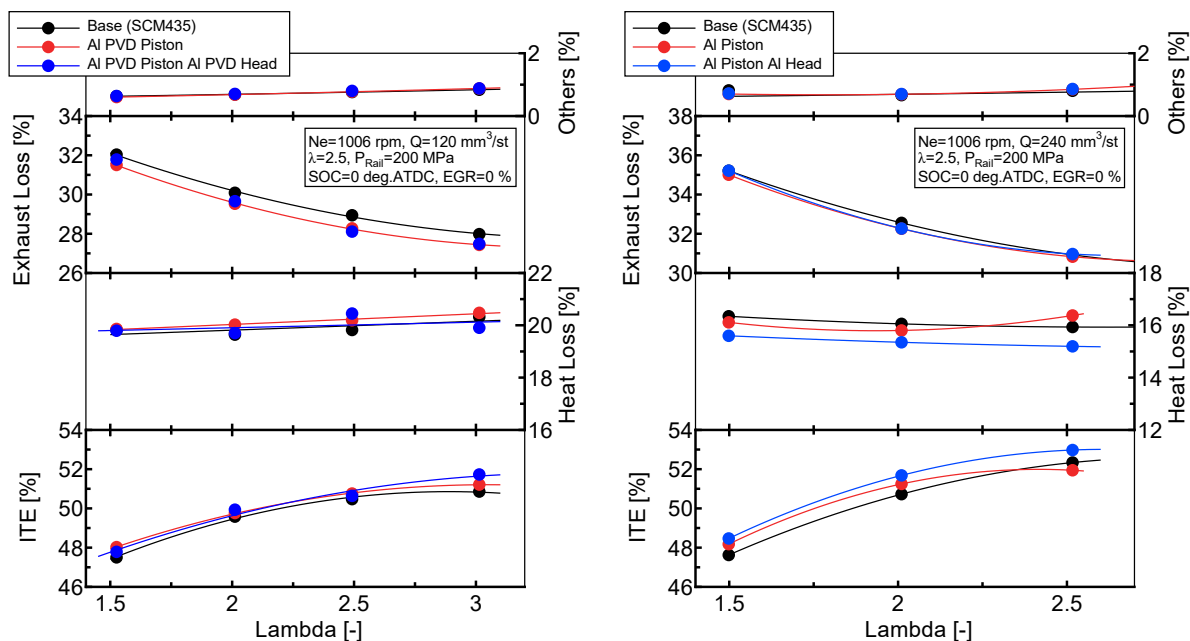 Base (SCM435)
Al PVD Piston
Al PVD Piston Al PVD Head
2
0
Others [%]
34
32
30
28
26
Exhaust Loss [%]
Ne=1006 rpm, Q=120 mm³/st
λ=2.5, P_Rail=200 MPa
SOC=0 deg.ATDC, EGR=0 %
22
20
18
16
Heat Loss [%]
54
52
50
48
46
ITE [%]
1.5
2
2.5
3
Lambda [-]
Base (SCM435)
Al Piston
Al Piston Al Head
2
0
Others [%]
38
36
34
32
30
Exhaust Loss [%]
Ne=1006 rpm, Q=240 mm³/st
λ=2.5, P_Rail=200 MPa
SOC=0 deg.ATDC, EGR=0 %
18
16
14
12
Heat Loss [%]
54
52
50
48
46
ITE [%]
1.5
2
2.5
Lambda [-]